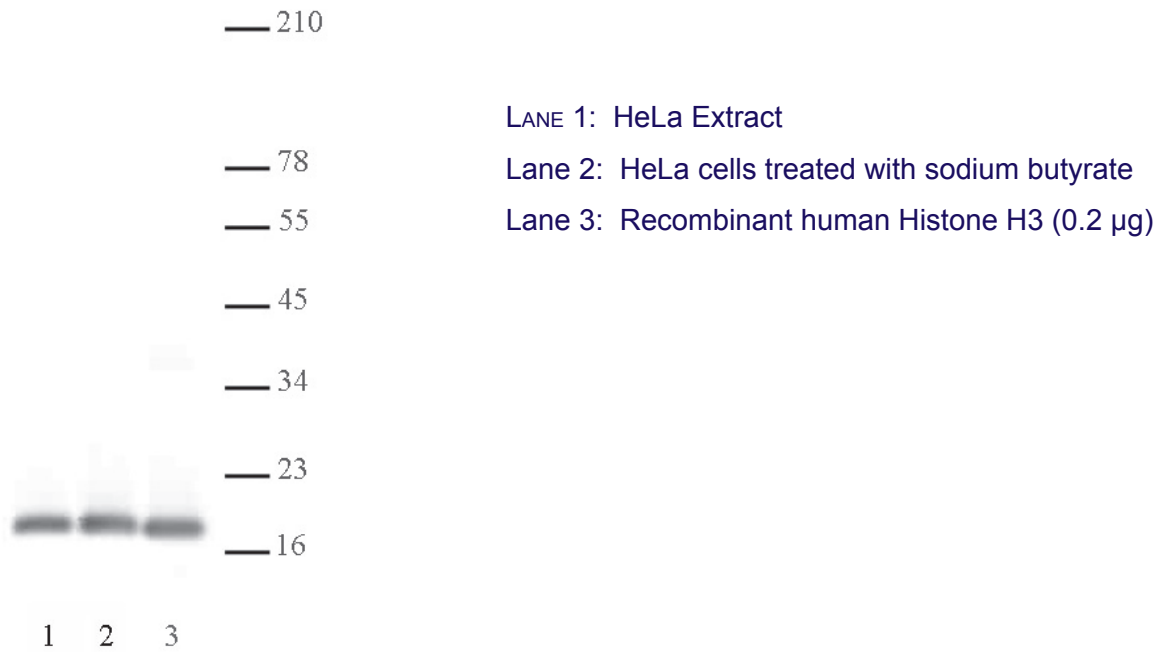 210
LANE 1: HeLa Extract
78
Lane 2: HeLa cells treated with sodium butyrate
55
Lane 3: Recombinant human Histone H3 (0.2 µg)
45
34
23
16
1 2 3